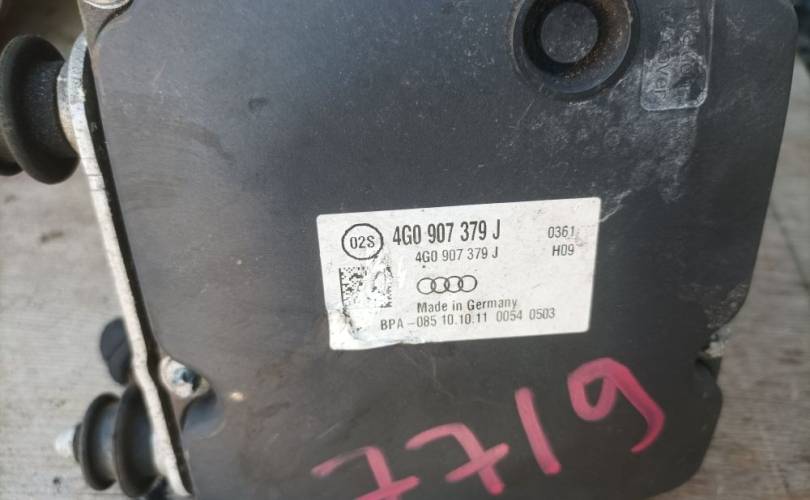 02S
4G0 907 379 J 0361
4G0 907 379 J H09
Made in Germany
BPA -085 10.10.11 0054 0503
7719